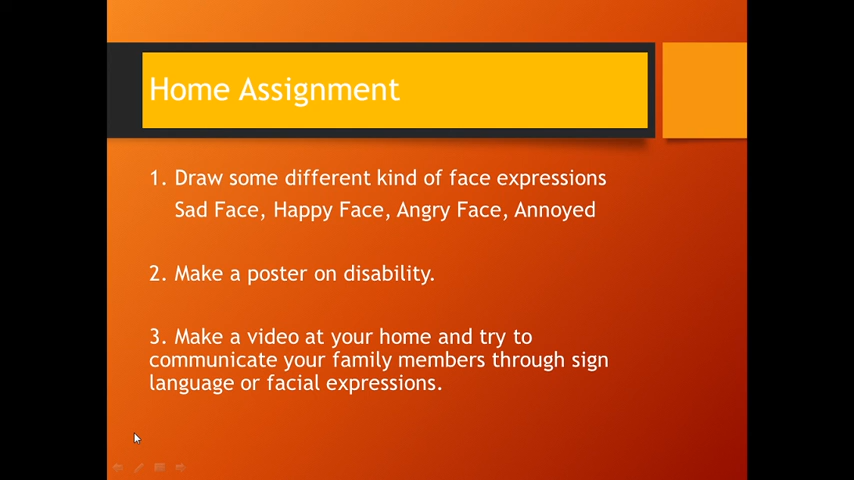 Home Assignment
1. Draw some different kind of face expressions
Sad Face, Happy Face, Angry Face, Annoyed
2. Make a poster on disability.
3. Make a video at your home and try to
communicate your family members through sign
language or facial expressions.